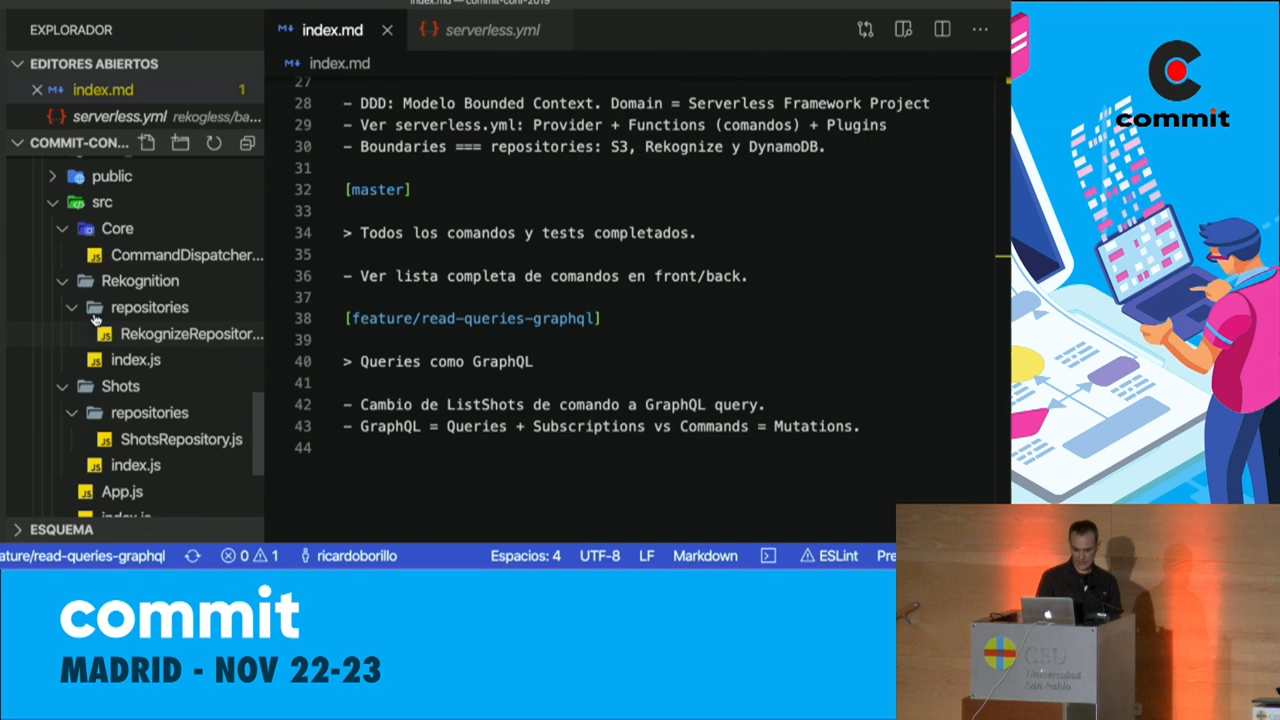 index.md — commit-conf-2019
EXPLORADOR
EDITORES ABIERTOS
index.md 1
serverless.yml rekogless/ba...
COMMIT-CON...
public
src
Core
CommandDispatcher...
Rekognition
repositories
RekognizeRepositor...
index.js
Shots
repositories
ShotsRepository.js
index.js
App.js
ESQUEMA
index.md
serverless.yml
index.md
27
28 - DDD: Modelo Bounded Context. Domain = Serverless Framework Project
29 - Ver serverless.yml: Provider + Functions (comandos) + Plugins
30 - Boundaries === repositories: S3, Rekognize y DynamoDB.
31
32 [master]
33
34 > Todos los comandos y tests completados.
35
36 - Ver lista completa de comandos en front/back.
37
38 [feature/read-queries-graphql]
39
40 > Queries como GraphQL
41
42 - Cambio de ListShots de comando a GraphQL query.
43 - GraphQL = Queries + Subscriptions vs Commands = Mutations.
44
ature/read-queries-graphql 0 1 ricardoborillo Espacios: 4 UTF-8 LF Markdown ESLint Pre
commit
commit
MADRID - NOV 22-23
CEU
Universidad
San Pablo